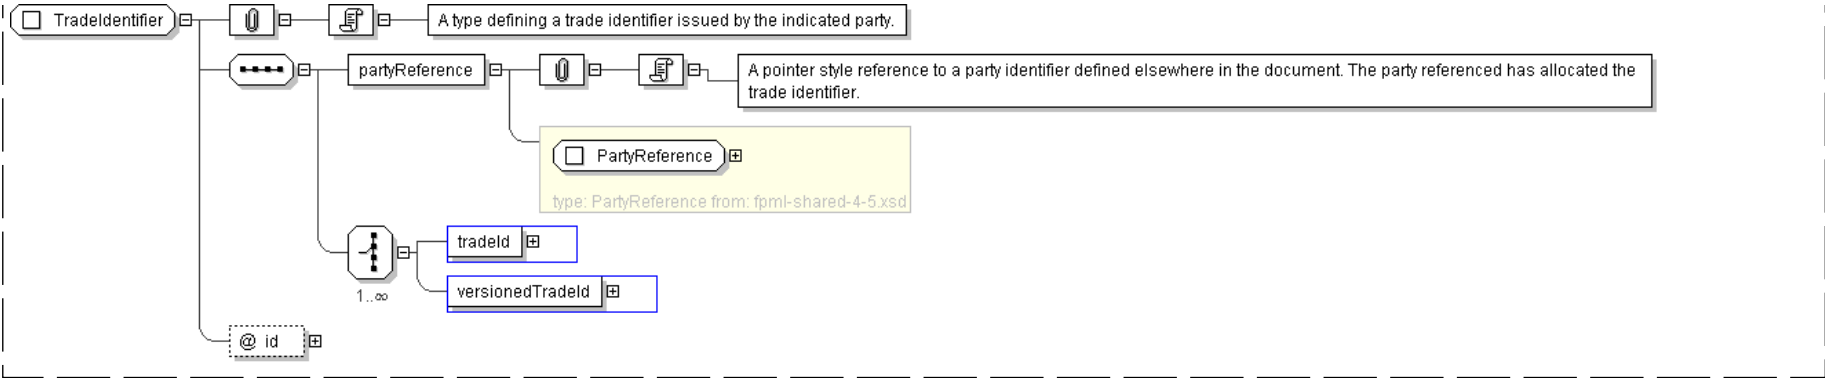 TradeIdentifier
A type defining a trade identifier issued by the indicated party.
partyReference
A pointer style reference to a party identifier defined elsewhere in the document. The party referenced has allocated the
trade identifier.
PartyReference
type: PartyReference from: fpml-shared-4-5.xsd
tradeId
versionedTradeId
1..∞
@ id